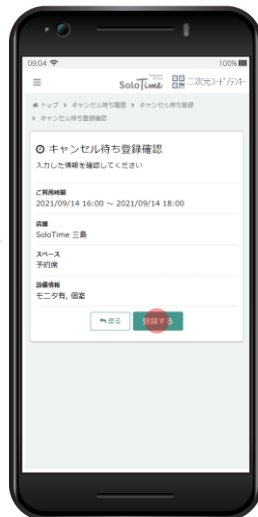 09:04 100%
SoloTime 二次元コード/テンキー
トップ > キャンセル待ち履歴 > キャンセル待ち登録
> キャンセル待ち登録確認
キャンセル待ち登録確認
入力した情報を確認してください
ご利用時間
2021/09/14 16:00 ～ 2021/09/14 18:00
店舗
SoloTime 三島
スペース
予約席
設備情報
モニタ有, 個室
戻る 登録する